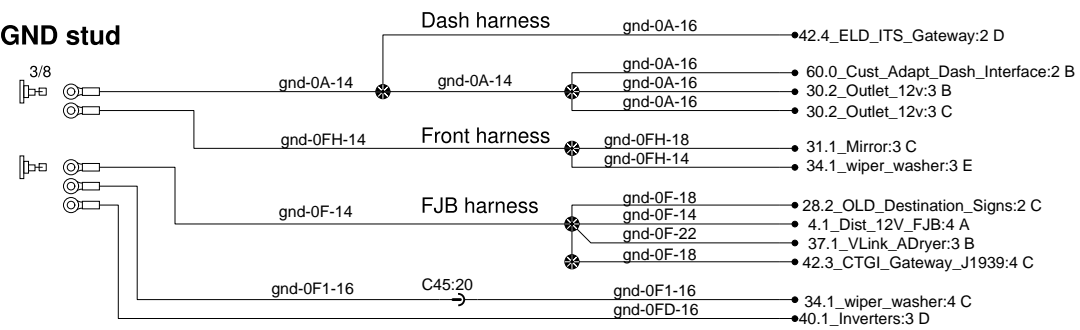 Dash harness
gnd-0A-16
42.4_ELD_ITS_Gateway:2 D
GND stud
3/8
gnd-0A-14
gnd-0A-14
gnd-0A-16
60.0_Cust_Adapt_Dash_Interface:2 B
gnd-0A-16
30.2_Outlet_12v:3 B
gnd-0A-16
30.2_Outlet_12v:3 C
gnd-0FH-14
Front harness
gnd-0FH-18
31.1_Mirror:3 C
gnd-0FH-14
34.1_wiper_washer:3 E
gnd-0F-14
FJB harness
gnd-0F-18
28.2_OLD_Destination_Signs:2 C
gnd-0F-14
4.1_Dist_12V_FJB:4 A
gnd-0F-22
37.1_VLink_ADryer:3 B
gnd-0F-18
42.3_CTGI_Gateway_J1939:4 C
gnd-0F1-16
C45:20
gnd-0F1-16
34.1_wiper_washer:4 C
gnd-0FD-16
40.1_Inverters:3 D